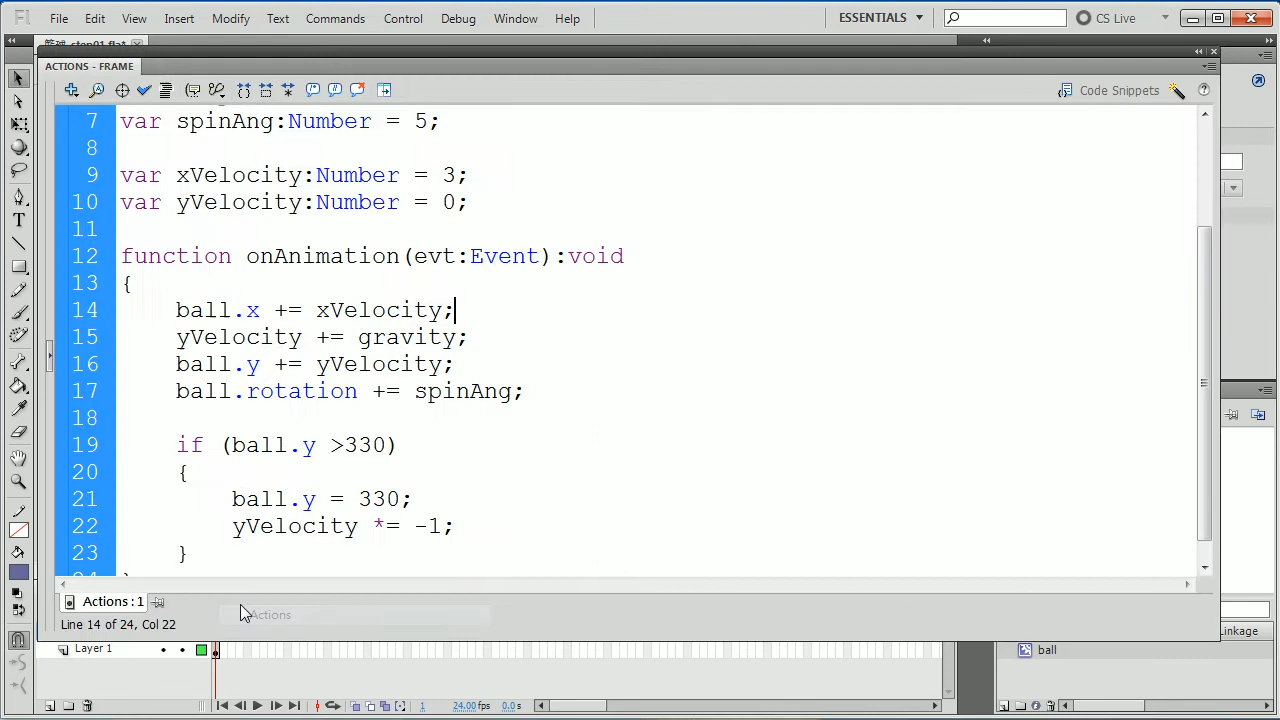 File Edit View Insert Modify Text Commands Control Debug Window Help ESSENTIALS CS Live
ACTIONS - FRAME
Code Snippets
7 var spinAng:Number = 5;
8
9 var xVelocity:Number = 3;
10 var yVelocity:Number = 0;
11
12 function onAnimation(evt:Event):void
13 {
14 ball.x += xVelocity;
15 yVelocity += gravity;
16 ball.y += yVelocity;
17 ball.rotation += spinAng;
18
19 if (ball.y >330)
20 {
21 ball.y = 330;
22 yVelocity *= -1;
23 }
Actions : 1
Actions
Line 14 of 24, Col 22
Linkage
Layer 1
ball
1 24.00 fps 0.0 s